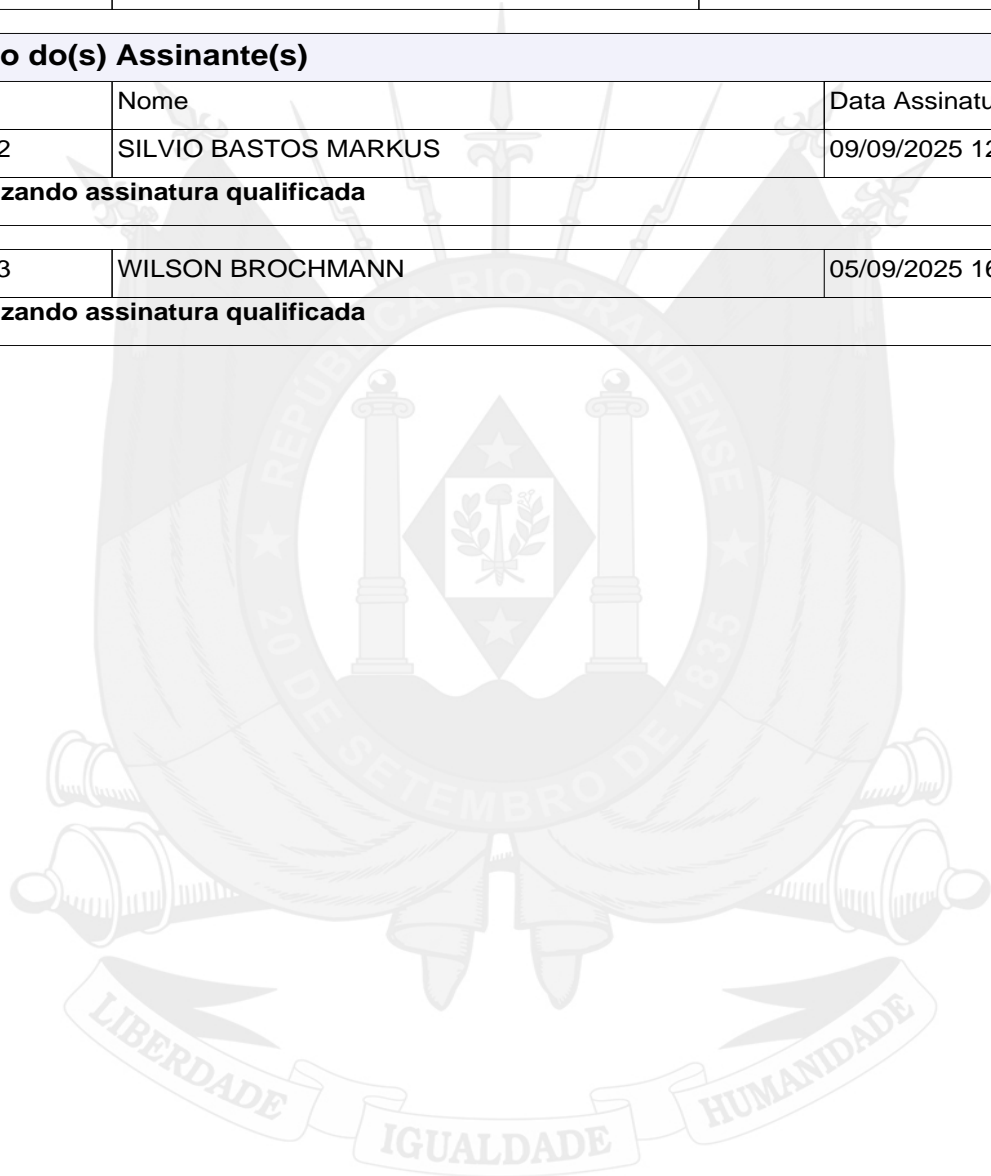 o do(s) Assinante(s)
Nome Data Assinatu
2 SILVIO BASTOS MARKUS 09/09/2025 12
zando assinatura qualificada
3 WILSON BROCHMANN 05/09/2025 16
zando assinatura qualificada
REPÚBLICA RIO-GRANDENSE
20 DE SETEMBRO DE 1835
LIBERDADE IGUALDADE HUMANIDADE